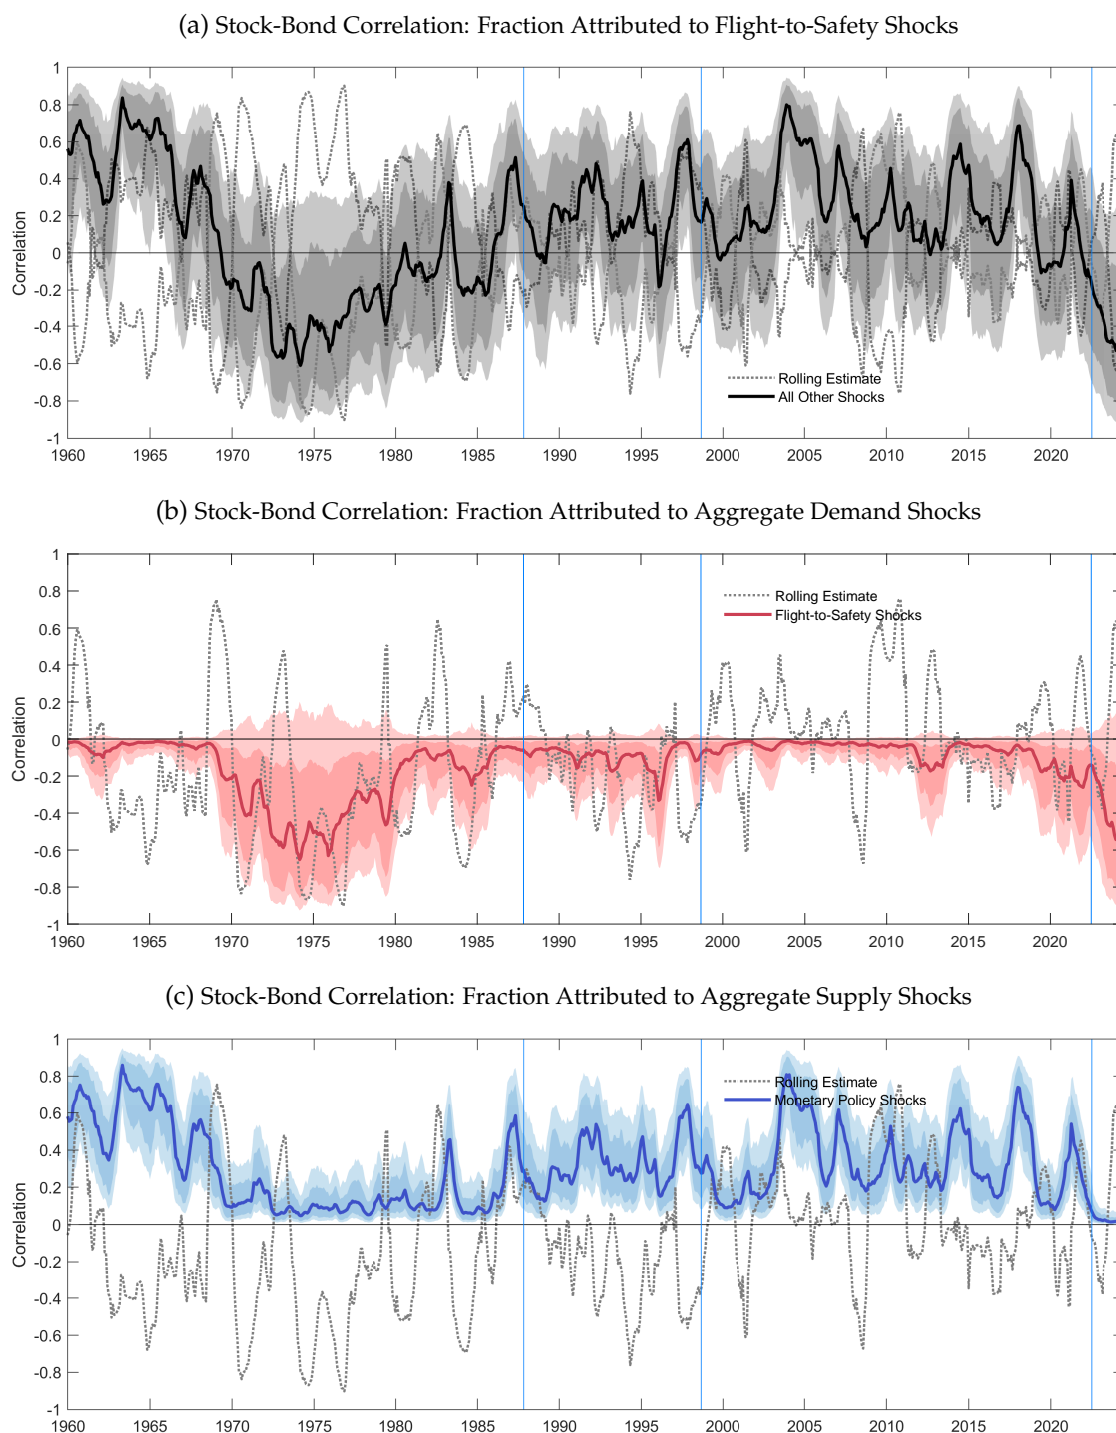 (a) Stock-Bond Correlation: Fraction Attributed to Flight-to-Safety Shocks
1
0.8
0.6
0.4
0.2
0
-0.2
-0.4
-0.6
-0.8
-1
Correlation
Rolling Estimate
All Other Shocks
1960 1965 1970 1975 1980 1985 1990 1995 2000 2005 2010 2015 2020
(b) Stock-Bond Correlation: Fraction Attributed to Aggregate Demand Shocks
1
0.8
0.6
0.4
0.2
0
-0.2
-0.4
-0.6
-0.8
-1
Correlation
Rolling Estimate
Flight-to-Safety Shocks
1960 1965 1970 1975 1980 1985 1990 1995 2000 2005 2010 2015 2020
(c) Stock-Bond Correlation: Fraction Attributed to Aggregate Supply Shocks
1
0.8
0.6
0.4
0.2
0
-0.2
-0.4
-0.6
-0.8
-1
Correlation
Rolling Estimate
Monetary Policy Shocks
1960 1965 1970 1975 1980 1985 1990 1995 2000 2005 2010 2015 2020